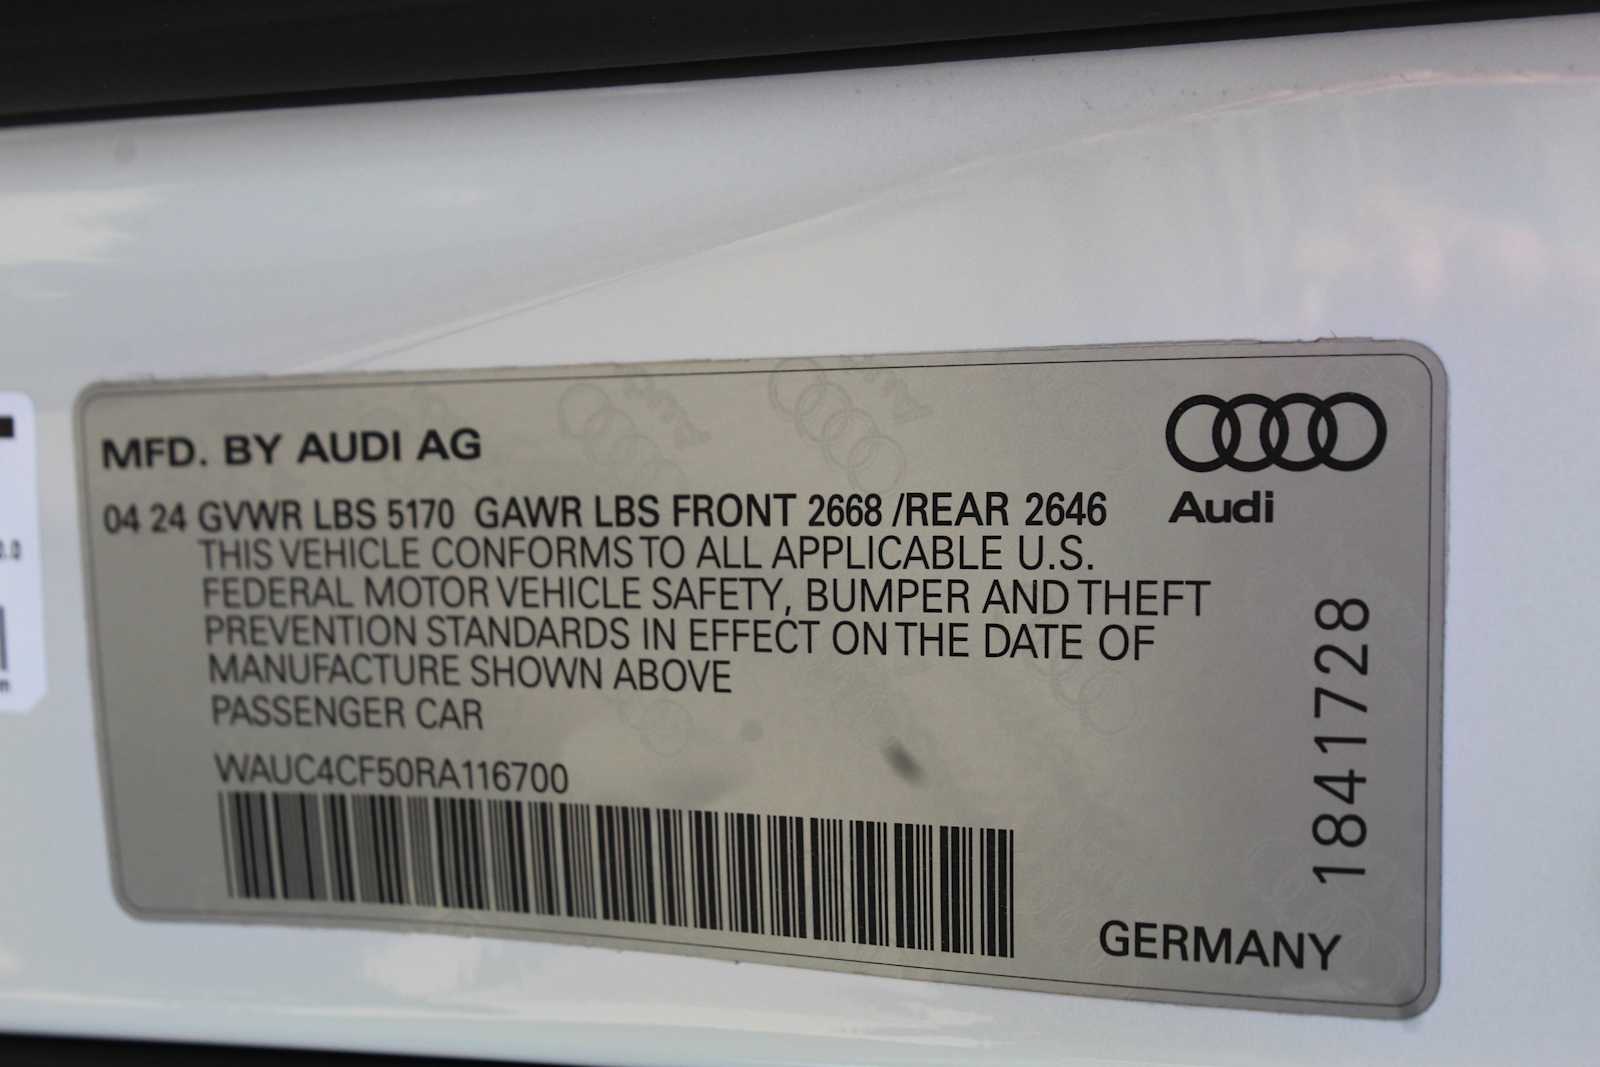 MFD. BY AUDI AG
Audi
04 24 GVWR LBS 5170 GAWR LBS FRONT 2668 /REAR 2646
THIS VEHICLE CONFORMS TO ALL APPLICABLE U.S.
FEDERAL MOTOR VEHICLE SAFETY, BUMPER AND THEFT
PREVENTION STANDARDS IN EFFECT ON THE DATE OF
MANUFACTURE SHOWN ABOVE
PASSENGER CAR
WAUC4CF50RA116700
1841728
GERMANY